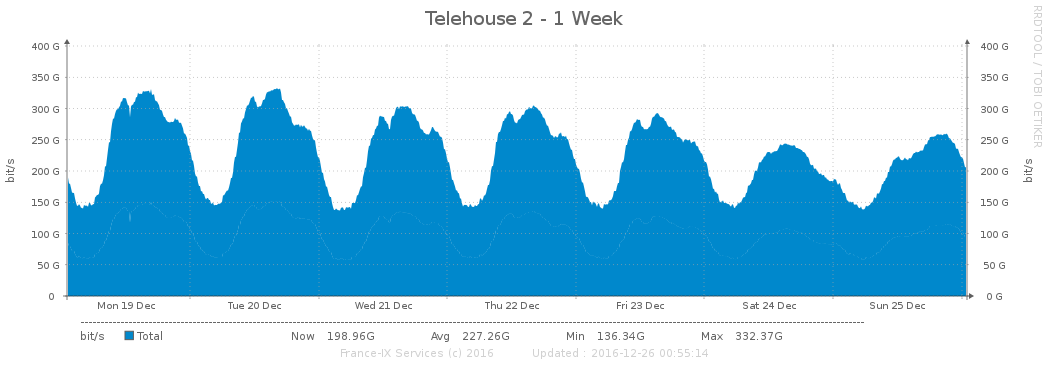 Telehouse 2 - 1 Week
RRDTOOL / TOBI OETIKER
400 G 400 G
350 G 350 G
300 G 300 G
250 G 250 G
200 G 200 G
150 G 150 G
100 G 100 G
50 G 50 G
0 0 G
bit/s bit/s
Mon 19 Dec Tue 20 Dec Wed 21 Dec Thu 22 Dec Fri 23 Dec Sat 24 Dec Sun 25 Dec
bit/s Total Now 198.96G Avg 227.26G Min 136.34G Max 332.37G
France-IX Services (c) 2016 Updated : 2016-12-26 00:55:14